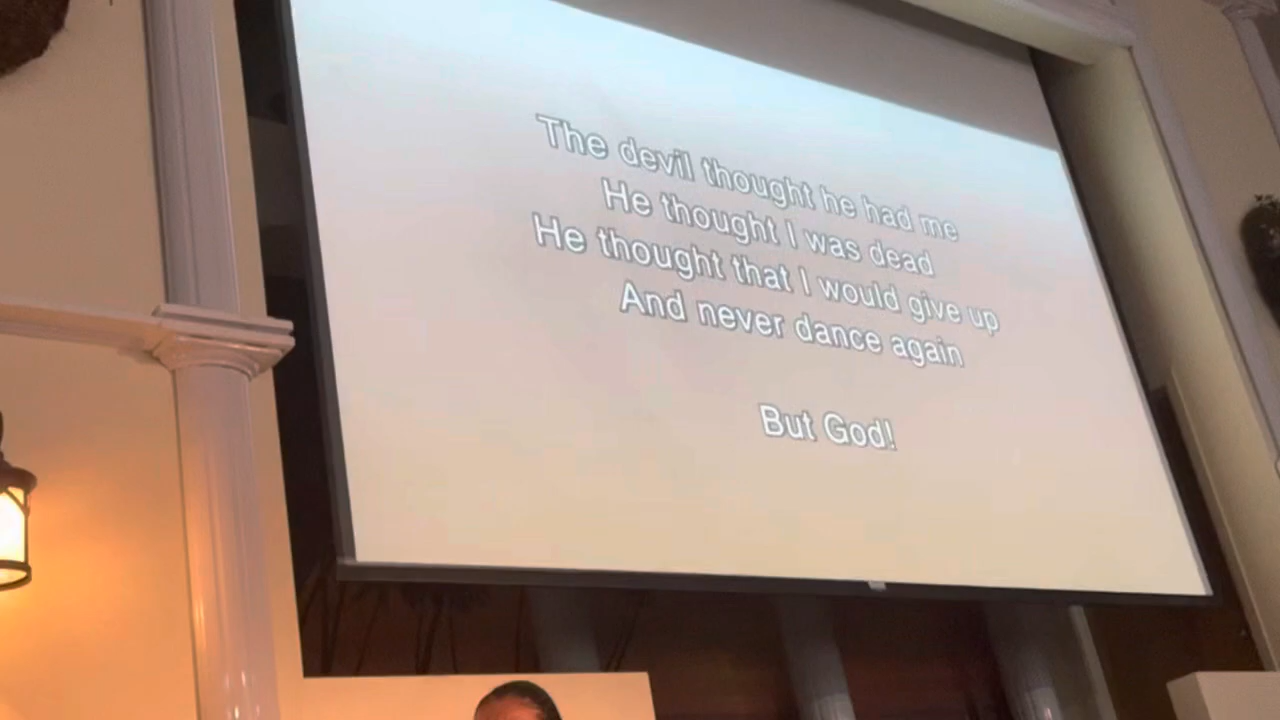 The devil thought he had me
He thought I was dead
He thought that I would give up
And never dance again
But God!